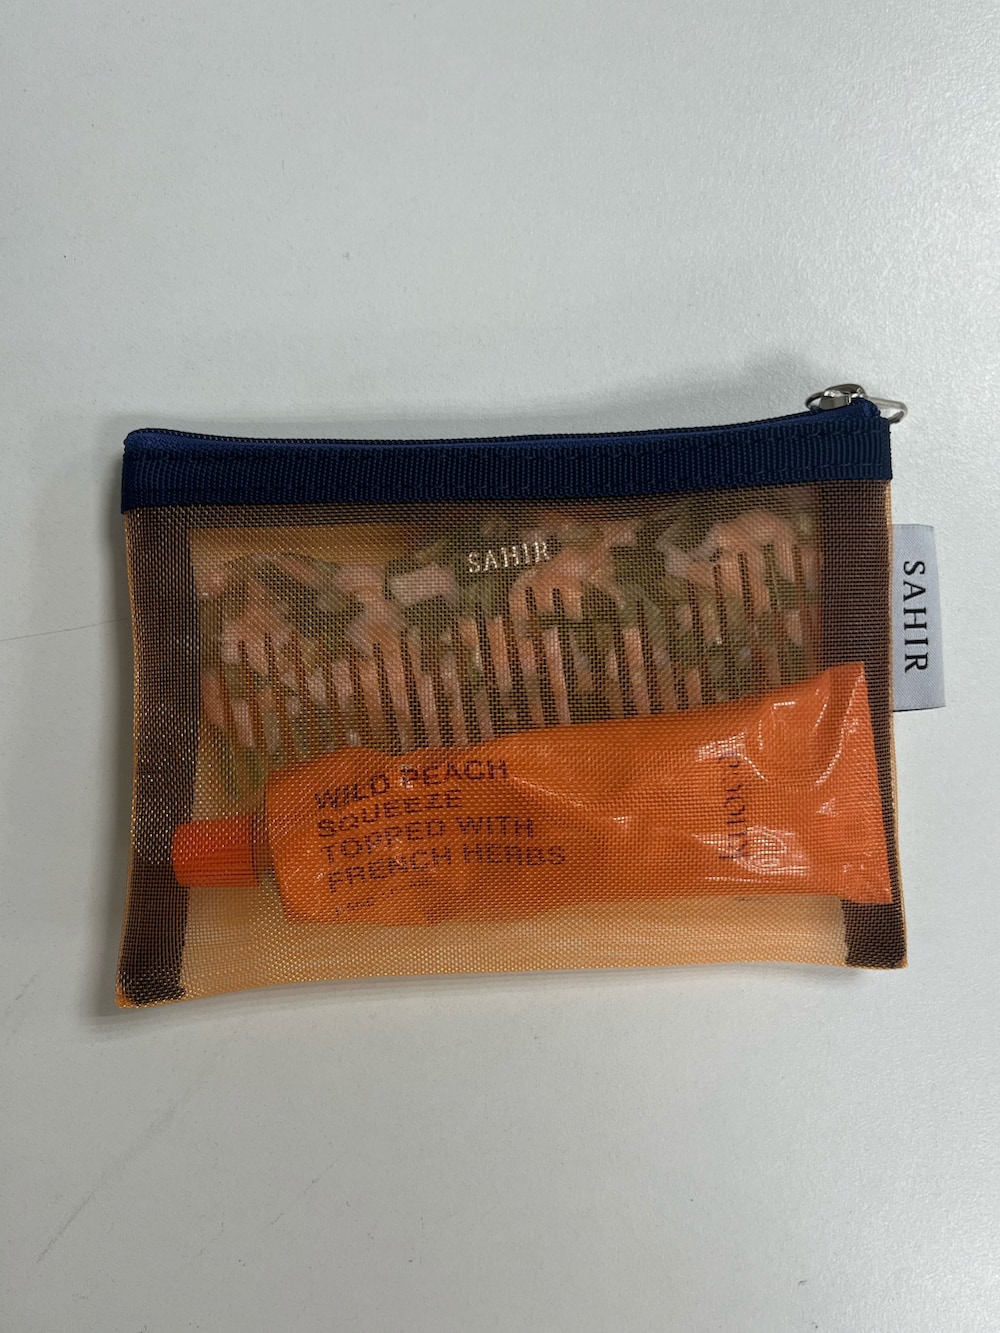 SAHIR
SAHIR
WILD PEACH
SQUEEZE
TOPPED WITH
FRENCH HERBS